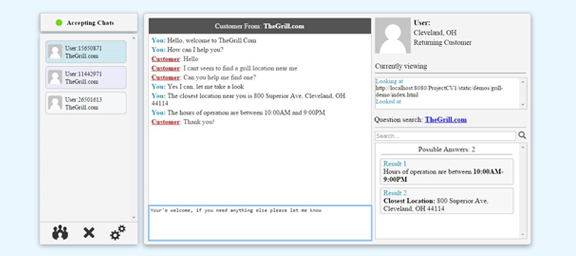 Accepting Chats
User:15650871
TheGrill.com
User:11442971
TheGrill.com
User:26501613
TheGrill.com
Customer From: TheGrill.com
You: Hello, welcome to TheGrill.Com
You: How can I help you?
Customer: Hello
Customer: I cant seem to find a grill location near me
Customer: Can you help me find one?
You: Yes I can, let me take a look
You: The closest location near you is 800 Superior Ave. Cleveland, OH
44114
You: The hours of operation are between 10:00AM and 9:00PM
Customer: Thank you!
Your'e welcome, if you need anything else please let me know
User:
Cleveland, OH
Returning Customer
Currently viewing
Looking at
http://localhost:8080/ProjectCV1/static/demos/grill-
demo/index.html
Looked at
Question search: TheGrill.com
Search...
Possible Answers: 2
Result 1
Hours of operation are between 10:00AM-
9:00PM
Result 2
Closest Location: 800 Superior Ave.
Cleveland, OH 44114